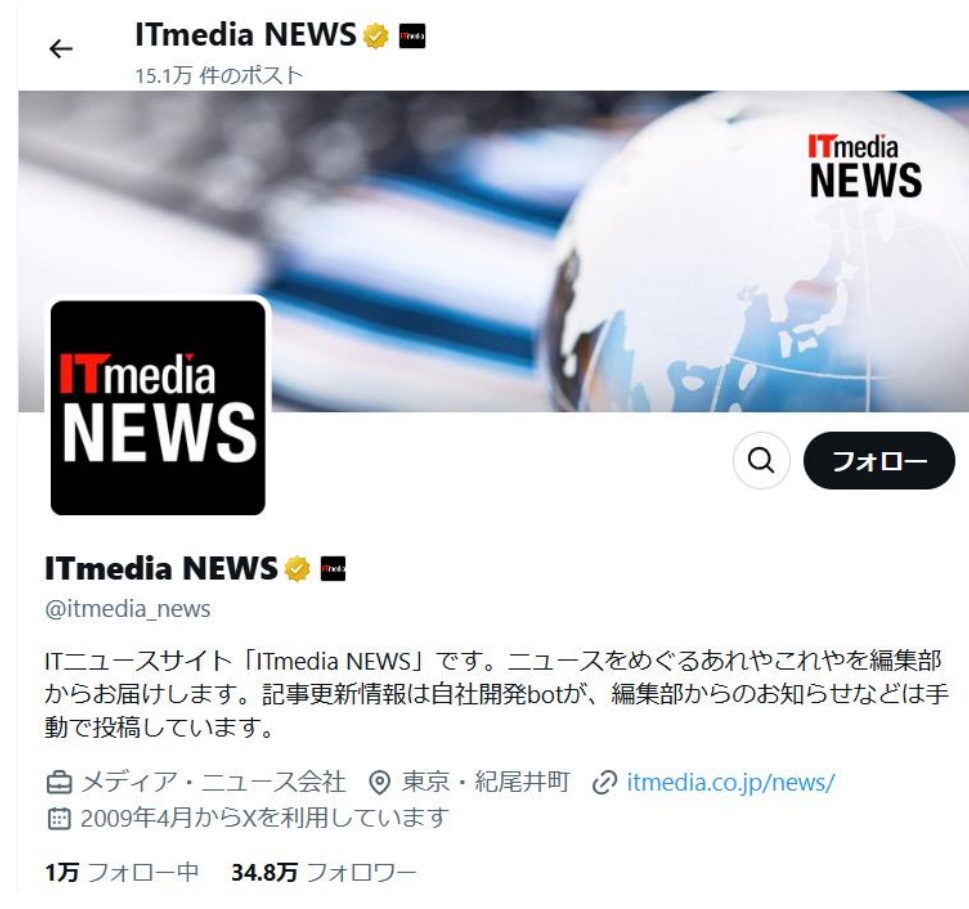 ITmedia NEWS
15.1万 件のポスト
ITmedia
NEWS
ITmedia
NEWS
フォロー
ITmedia NEWS
@itmedia_news
ITニュースサイト「ITmedia NEWS」です。ニュースをめぐるあれやこれやを編集部
からお届けします。記事更新情報は自社開発botが、編集部からのお知らせなどは手
動で投稿しています。
メディア・ニュース会社 東京・紀尾井町 itmedia.co.jp/news/
2009年4月からXを利用しています
1万 フォロー中 34.8万 フォロワー